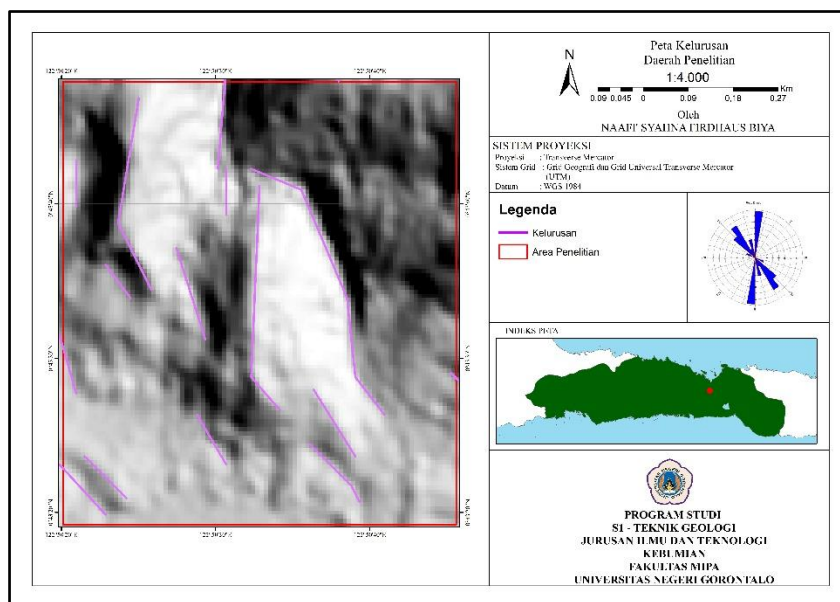 Peta Kelurusan
Daerah Penelitian
1:4.000
N
Km
0.09 0.045 0 0.09 0,18 0.27
Oleh
NAAFT SYAHNA FIRDHAUS BIYA
SISTEM PROYEKSI
Proyeksi : Transverse Mercator
Sistem Grid : Grid Geografi dan Grid Universal Transverse Mercator
(UTM)
Datum : WGS 1984
Legenda
Kelurusan
Area Penelitian
INDEKS PETA
PROGRAM STUDI
S1 - TEKNIK GEOLOGI
JURUSAN ILMU DAN TEKNOLOGI
KEBUMIAN
FAKULTAS MIPA
UNIVERSITAS NEGERI GORONTALO